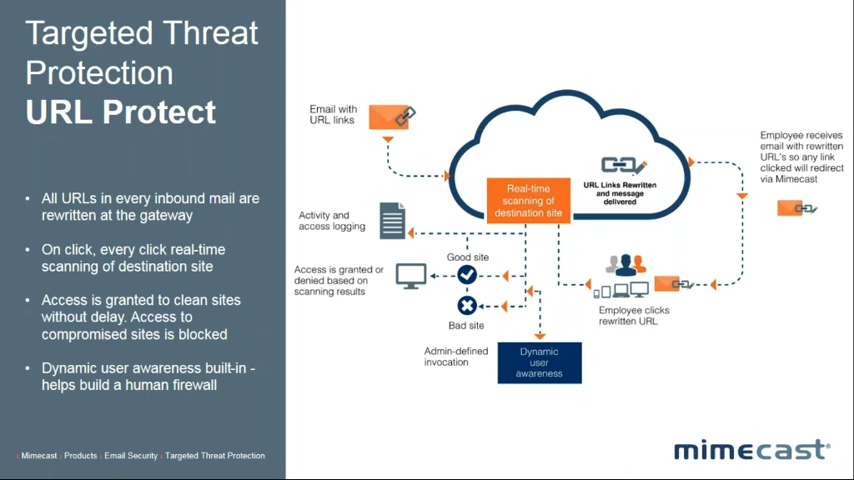 Targeted Threat
Protection
URL Protect
• All URLs in every inbound mail are
rewritten at the gateway
• On click, every click real-time
scanning of destination site
• Access is granted to clean sites
without delay. Access to
compromised sites is blocked
• Dynamic user awareness built-in -
helps build a human firewall
› Mimecast › Products › Email Security › Targeted Threat Protection
Email with
URL links
Real-time
scanning of
destination site
URL Links Rewritten
and message
delivered
Employee receives
email with rewritten
URL's so any link
clicked will redirect
via Mimecast
Activity and
access logging
Good site
Access is granted or
denied based on
scanning results
Bad site
Employee clicks
rewritten URL
Admin-defined
invocation
Dynamic
user
awareness
mimecast®